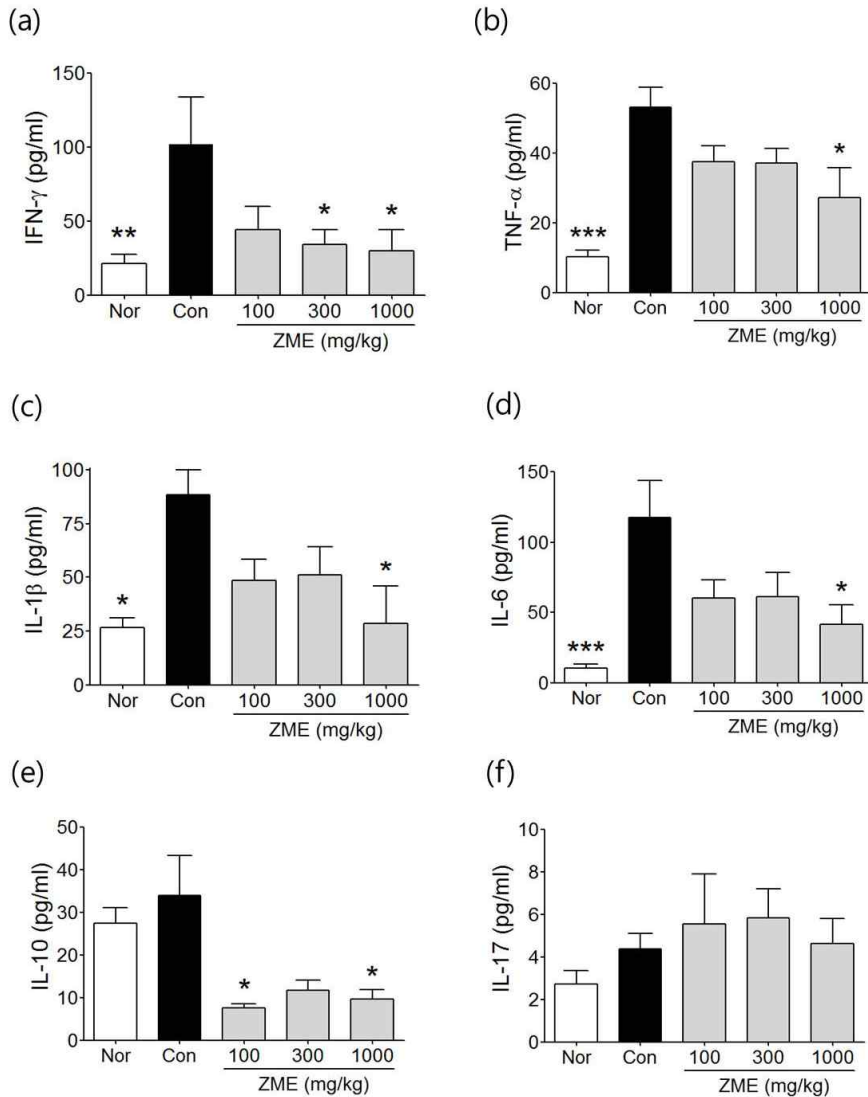 (a)
IFN-γ (pg/ml)
150
100
50
0
**
*
*
Nor Con 100 300 1000
ZME (mg/kg)
(b)
TNF-α (pg/ml)
60
40
20
0
***
*
Nor Con 100 300 1000
ZME (mg/kg)
(c)
IL-1β (pg/ml)
100
75
50
25
0
*
*
Nor Con 100 300 1000
ZME (mg/kg)
(d)
IL-6 (pg/ml)
150
100
50
0
***
*
Nor Con 100 300 1000
ZME (mg/kg)
(e)
IL-10 (pg/ml)
50
40
30
20
10
0
*
*
Nor Con 100 300 1000
ZME (mg/kg)
(f)
IL-17 (pg/ml)
10
8
6
4
2
0
Nor Con 100 300 1000
ZME (mg/kg)